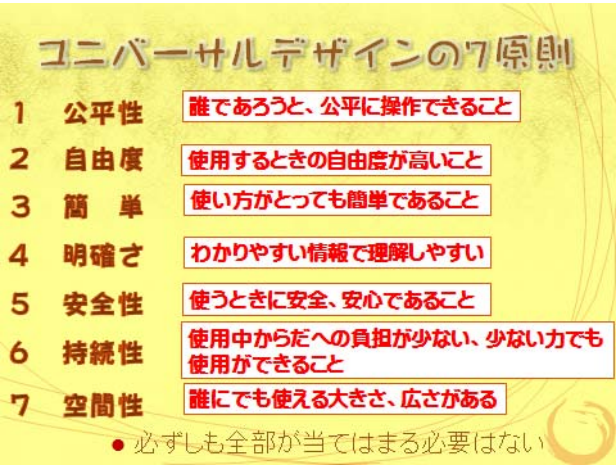 ユニバーサルデザインの7原則
1 公平性 誰であろうと、公平に操作できること
2 自由度 使用するときの自由度が高いこと
3 簡　単 使い方がとっても簡単であること
4 明確さ わかりやすい情報で理解しやすい
5 安全性 使うときに安全、安心であること
6 持続性 使用中からだへの負担が少ない、少ない力でも
使用ができること
7 空間性 誰にでも使える大きさ、広さがある
● 必ずしも全部が当てはまる必要はない